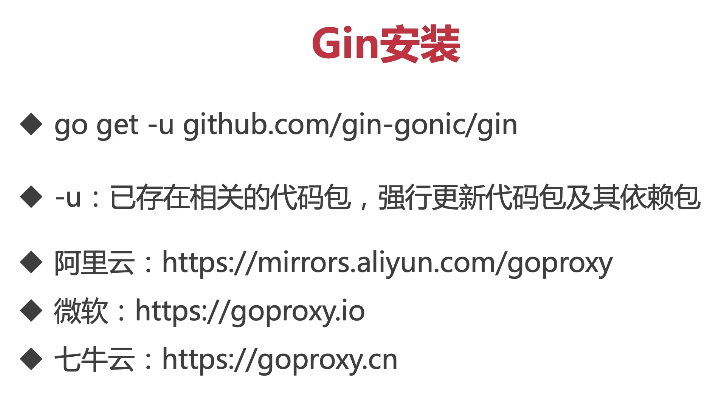 Gin安装
◆ go get -u github.com/gin-gonic/gin
◆ -u：已存在相关的代码包，强行更新代码包及其依赖包
◆ 阿里云：https://mirrors.aliyun.com/goproxy
◆ 微软：https://goproxy.io
◆ 七牛云：https://goproxy.cn